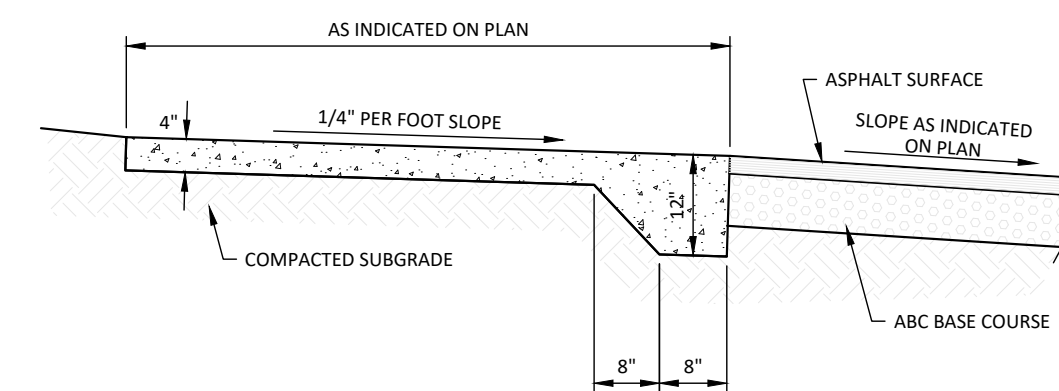 AS INDICATED ON PLAN
ASPHALT SURFACE
4"
1/4" PER FOOT SLOPE
SLOPE AS INDICATED
ON PLAN
12"
COMPACTED SUBGRADE
ABC BASE COURSE
8"
8"